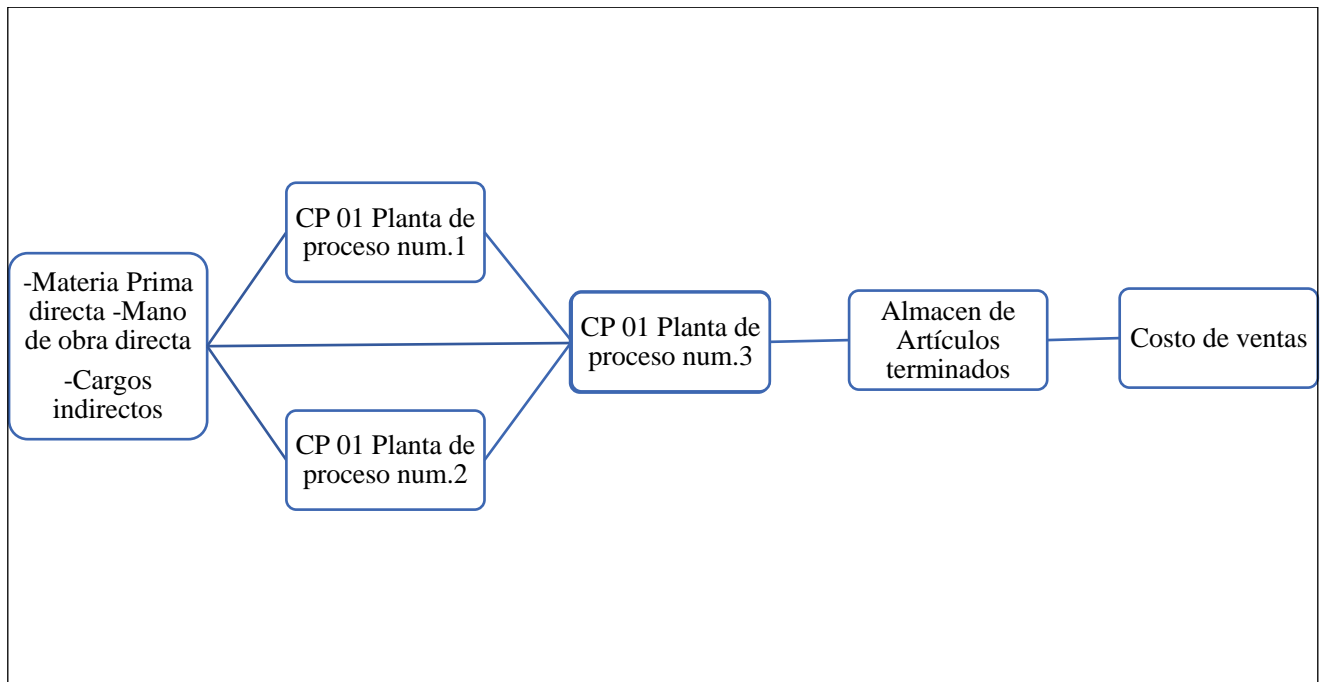 -Materia Prima
directa -Mano
de obra directa
-Cargos
indirectos
CP 01 Planta de
proceso num.1
CP 01 Planta de
proceso num.2
CP 01 Planta de
proceso num.3
Almacen de
Artículos
terminados
Costo de ventas